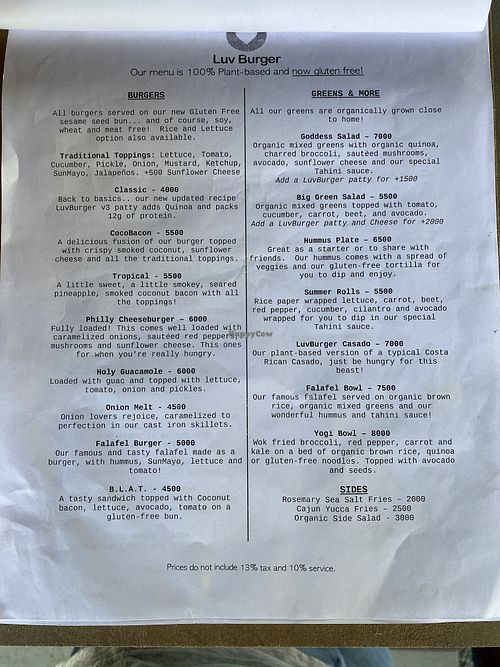 Luv Burger
Our menu is 100% Plant-based and now gluten free!
BURGERS
All burgers served on our new Gluten Free
sesame seed bun... and of course, soy,
wheat and meat free! Rice and Lettuce
option also available.
Traditional Toppings: Lettuce, Tomato,
Cucumber, Pickle, Onion, Mustard, Ketchup,
SunMayo, Jalapeños. +500 Sunflower Cheese
Classic - 4000
Back to basics.. our new updated recipe
LuvBurger v3 patty adds Quinoa and packs
12g of protein.
CocoBacon - 5500
A delicious fusion of our burger topped
with crispy smoked coconut, sunflower
cheese and all the traditional toppings.
Tropical - 5500
A little sweet, a little smokey, seared
pineapple, smoked coconut bacon with all
the toppings!
Philly Cheeseburger - 6000
Fully loaded! This comes well loaded with
caramelized onions, sautéed red peppers,
mushrooms and sunflower cheese. This ones
for when you're really hungry.
Holy Guacamole - 6000
Loaded with guac and topped with lettuce,
tomato, onion and pickles.
Onion Melt - 4500
Onion lovers rejoice, caramelized to
perfection in our cast iron skillets.
Falafel Burger - 5000
Our famous and tasty falafel made as a
burger, with hummus, SunMayo, lettuce and
tomato!
B.L.A.T. - 4500
A tasty sandwich topped with Coconut
bacon, lettuce, avocado, tomato on a
gluten-free bun.
GREENS & MORE
All our greens are organically grown close
to home!
Goddess Salad - 7000
Organic mixed greens with organic quinoa,
charred broccoli, sautéed mushrooms,
avocado, sunflower cheese and our special
Tahini sauce.
Add a LuvBurger patty for +1500
Big Green Salad - 5500
Organic mixed greens topped with tomato,
cucumber, carrot, beet, and avocado.
Add a LuvBurger patty and Cheese for +2000
Hummus Plate - 6500
Great as a starter or to share with
friends. Our hummus comes with a spread of
veggies and our gluten-free tortilla for
you to dip and enjoy.
Summer Rolls - 5500
Rice paper wrapped lettuce, carrot, beet,
red pepper, cucumber, cilantro and avocado
wrapped for you to dip in our special
Tahini sauce.
LuvBurger Casado - 7000
Our plant-based version of a typical Costa
Rican Casado, just be hungry for this
beast!
Falafel Bowl - 7500
Our famous falafel served on organic brown
rice, organic mixed greens and our
wonderful hummus and tahini sauce!
Yogi Bowl - 8000
Wok fried broccoli, red pepper, carrot and
kale on a bed of organic brown rice, quinoa
or gluten-free noodles. Topped with avocado
and seeds.
SIDES
Rosemary Sea Salt Fries - 2000
Cajun Yucca Fries - 2500
Organic Side Salad - 3000
Prices do not include 13% tax and 10% service.
HappyCow